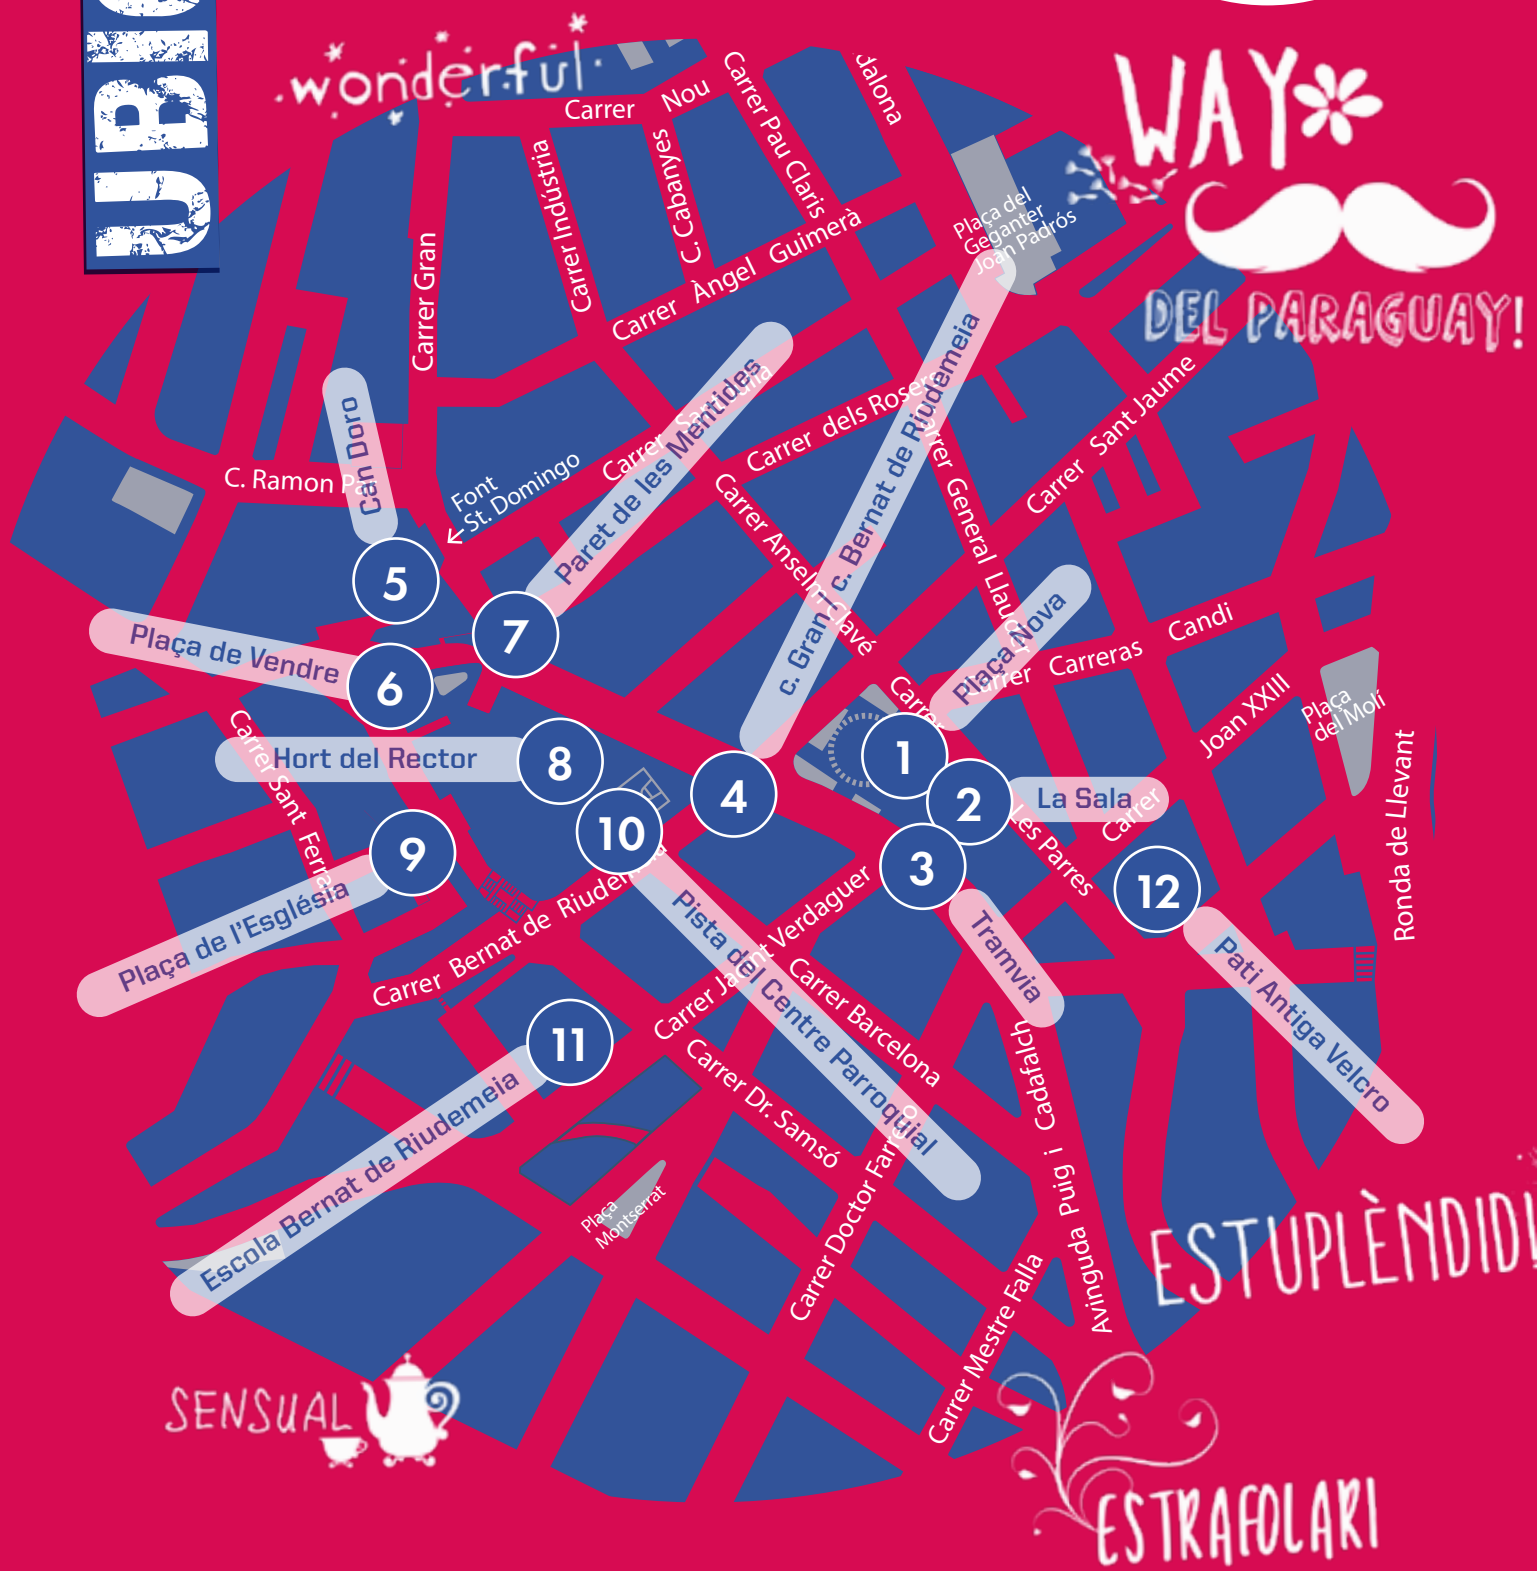 wonderful
WAY
DEL PARAGUAY!
Carrer Nou
Carrer Pau Claris
dalona
Carrer Indústria
C. Cabanyes
Carrer Gran
Carrer Àngel Guimerà
Plaça del
Geganter
Joan Padrós
Can Doro
C. Ramon
Font
St. Domingo
Carrer
Paret de les Mentides
Carrer dels Rosers
Carrer Sant Jaume
c. Gran / c. Bernat de Riudemeia
Carrer Anselm Clavé
Carrer General Llauder
5
7
Plaça de Vendre
6
Plaça Nova
Carrer Carreras Candi
Carrer
Joan XXIII
Plaça
del Molí
Carrer Sant Ferran
Hort del Rector
8
4
1
2
La Sala
Les Parres
Carrer
Ronda de Llevant
10
9
3
12
Plaça de l'Església
Carrer Bernat de Riudemeia
Carrer Jacint Verdaguer
Tramvia
Pati Antiga Velcro
Pista del Centre Parroquial
Carrer Barcelona
11
Escola Bernat de Riudemeia
Carrer Dr. Samsó
Avinguda Puig i Cadafalch
Plaça
Montserrat
Carrer Doctor Farrero
Carrer Mestre Falla
ESTUPLÈNDID!
SENSUAL
ESTRAFOLARI